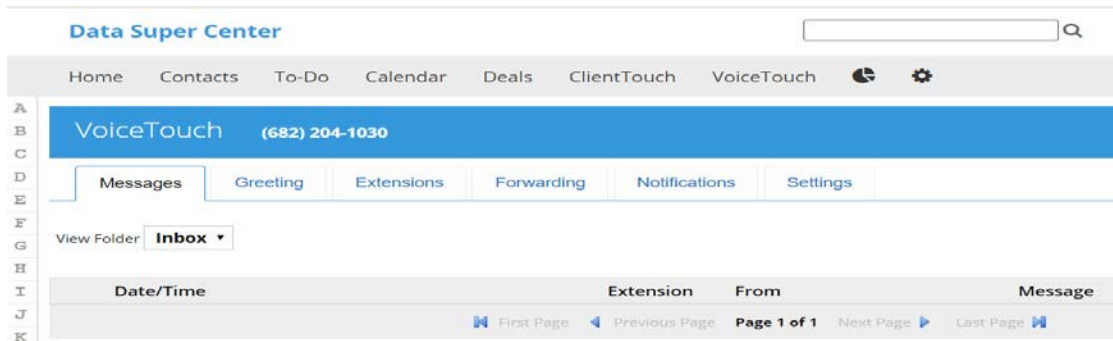 Data Super Center
Home Contacts To-Do Calendar Deals ClientTouch VoiceTouch
A
B
C
D
E
F
G
H
I
J
K
VoiceTouch (682) 204-1030
Messages Greeting Extensions Forwarding Notifications Settings
View Folder Inbox
Date/Time Extension From Message
First Page Previous Page Page 1 of 1 Next Page Last Page